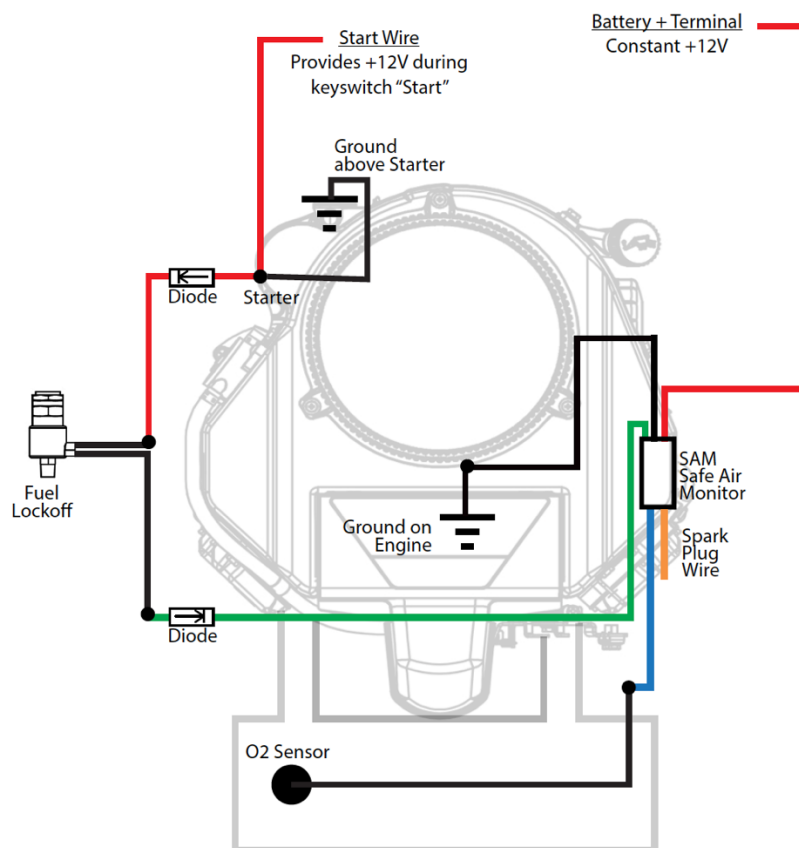 Start Wire
Provides +12V during
keyswitch “Start”
Battery + Terminal
Constant +12V
Ground
above Starter
Diode
Starter
Fuel
Lockoff
SAM
Safe Air
Monitor
Ground on
Engine
Spark
Plug
Wire
Diode
O2 Sensor